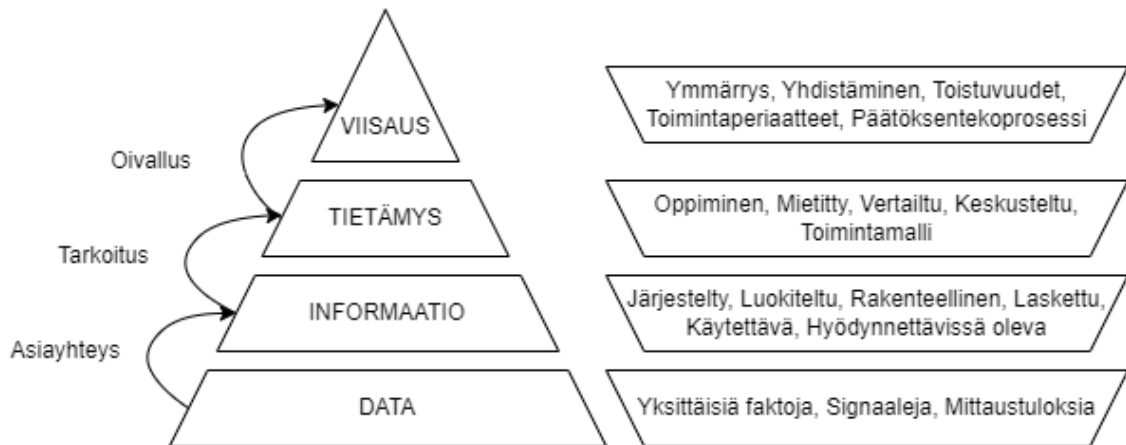 VIISAUS
Ymmärrys, Yhdistäminen, Toistuvuudet,
Toimintaperiaatteet, Päätöksentekoprosessi
Oivallus
TIETÄMYS
Oppiminen, Mietitty, Vertailtu, Keskusteltu,
Toimintamalli
Tarkoitus
INFORMAATIO
Järjestelty, Luokiteltu, Rakenteellinen, Laskettu,
Käytettävä, Hyödynnettävissä oleva
Asiayhteys
DATA
Yksittäisiä faktoja, Signaaleja, Mittaustuloksia